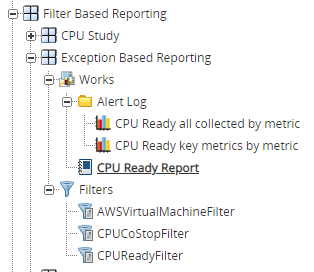 Filter Based Reporting
CPU Study
Exception Based Reporting
Works
Alert Log
CPU Ready all collected by metric
CPU Ready key metrics by metric
CPU Ready Report
Filters
AWSVirtualMachineFilter
CPUCoStopFilter
CPUReadyFilter